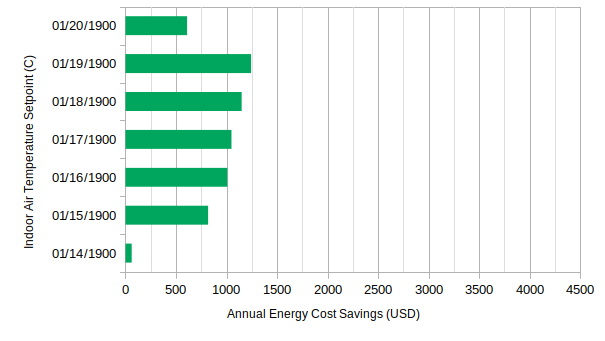 01/20/1900
01/19/1900
01/18/1900
01/17/1900
01/16/1900
01/15/1900
01/14/1900
Indoor Air Temperature Setpoint (C)
0 500 1000 1500 2000 2500 3000 3500 4000 4500
Annual Energy Cost Savings (USD)